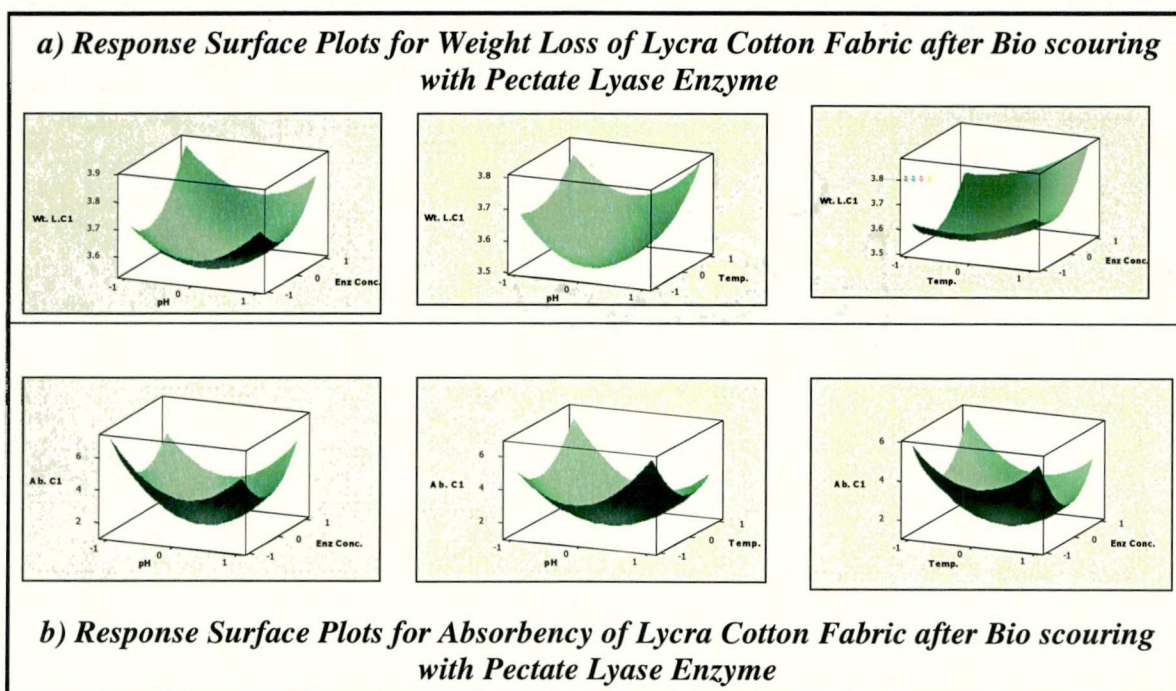 a) Response Surface Plots for Weight Loss of Lycra Cotton Fabric after Bio scouring
with Pectate Lyase Enzyme
3.9
3.8
3.7
3.6
Wt. L.C1
-1
0
1
pH
-1
0
1
Enz Conc.
3.8
3.7
3.6
3.5
Wt. L.C1
-1
0
1
pH
-1
0
1
Temp.
3.8
3.7
3.6
3.5
Wt. L.C1
-1
0
1
Temp.
-1
0
1
Enz Conc.
6
4
2
Ab. C1
-1
0
1
pH
-1
0
1
Enz Conc.
6
4
2
Ab. C1
-1
0
1
pH
-1
0
1
Temp.
6
4
2
Ab. C1
-1
0
1
Temp.
-1
0
1
Enz Conc.
b) Response Surface Plots for Absorbency of Lycra Cotton Fabric after Bio scouring
with Pectate Lyase Enzyme